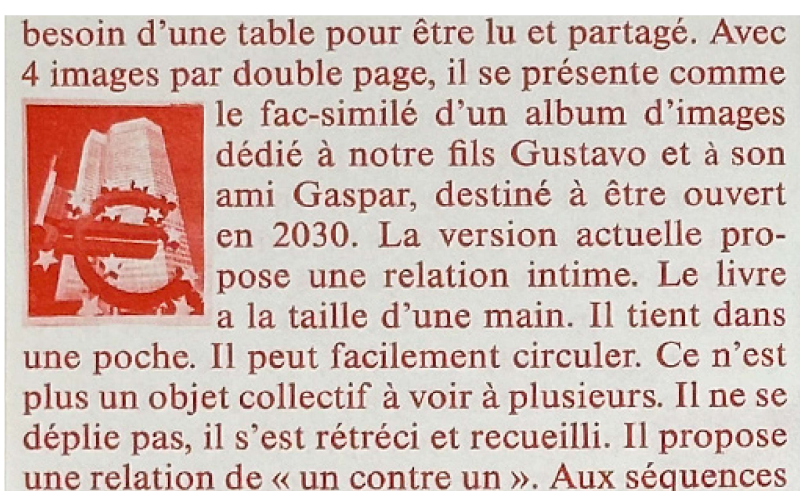 besoin d'une table pour être lu et partagé. Avec
4 images par double page, il se présente comme
le fac-similé d'un album d'images
dédié à notre fils Gustavo et à son
ami Gaspar, destiné à être ouvert
en 2030. La version actuelle pro-
pose une relation intime. Le livre
a la taille d'une main. Il tient dans
une poche. Il peut facilement circuler. Ce n'est
plus un objet collectif à voir à plusieurs. Il ne se
déplie pas, il s'est rétréci et recueilli. Il propose
une relation de « un contre un ». Aux séquences